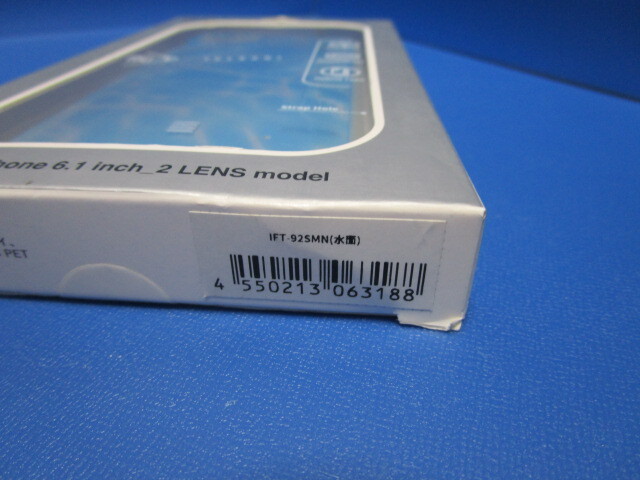 Strap Hole
hone 6.1 inch_2 LENS model
IFT-92SMN(水面)
4 550213 063188
PET